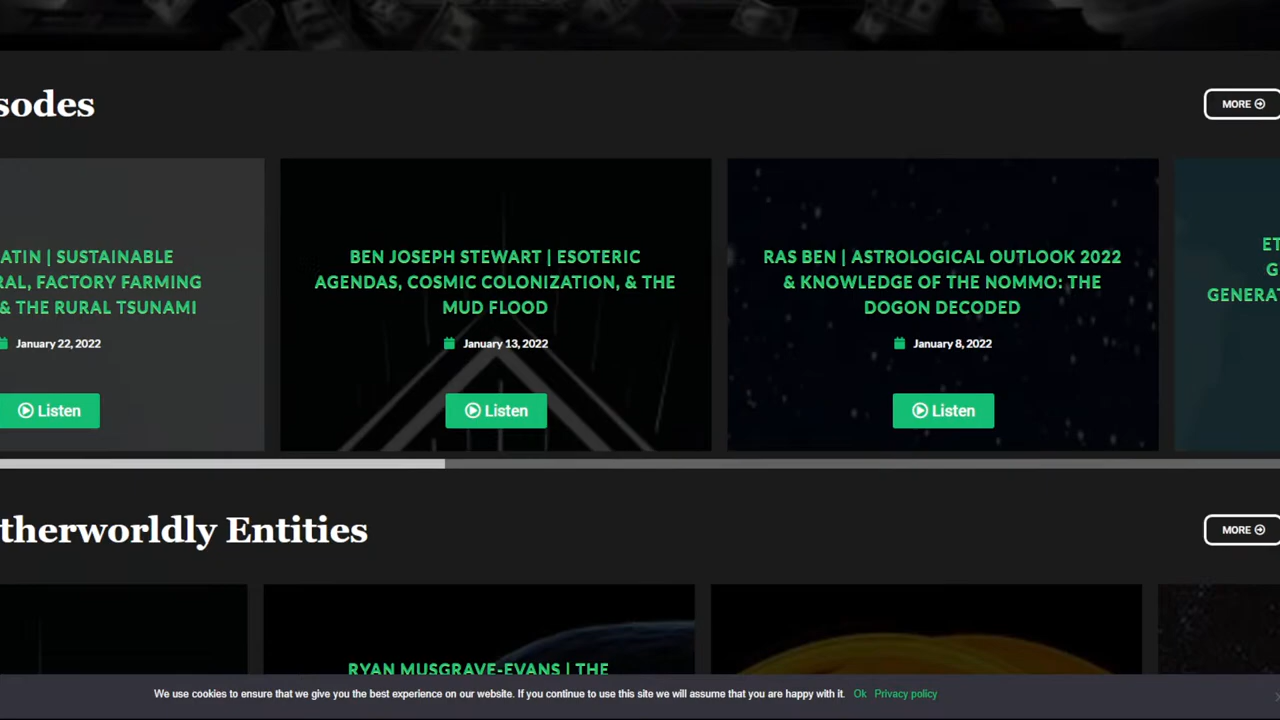 sodes
MORE
ATIN | SUSTAINABLE
RAL, FACTORY FARMING
& THE RURAL TSUNAMI
January 22, 2022
Listen
BEN JOSEPH STEWART | ESOTERIC
AGENDAS, COSMIC COLONIZATION, & THE
MUD FLOOD
January 13, 2022
Listen
RAS BEN | ASTROLOGICAL OUTLOOK 2022
& KNOWLEDGE OF THE NOMMO: THE
DOGON DECODED
January 8, 2022
Listen
ET
G
GENERAT
therworldly Entities
MORE
RYAN MUSGRAVE-EVANS | THE
We use cookies to ensure that we give you the best experience on our website. If you continue to use this site we will assume that you are happy with it. Ok Privacy policy